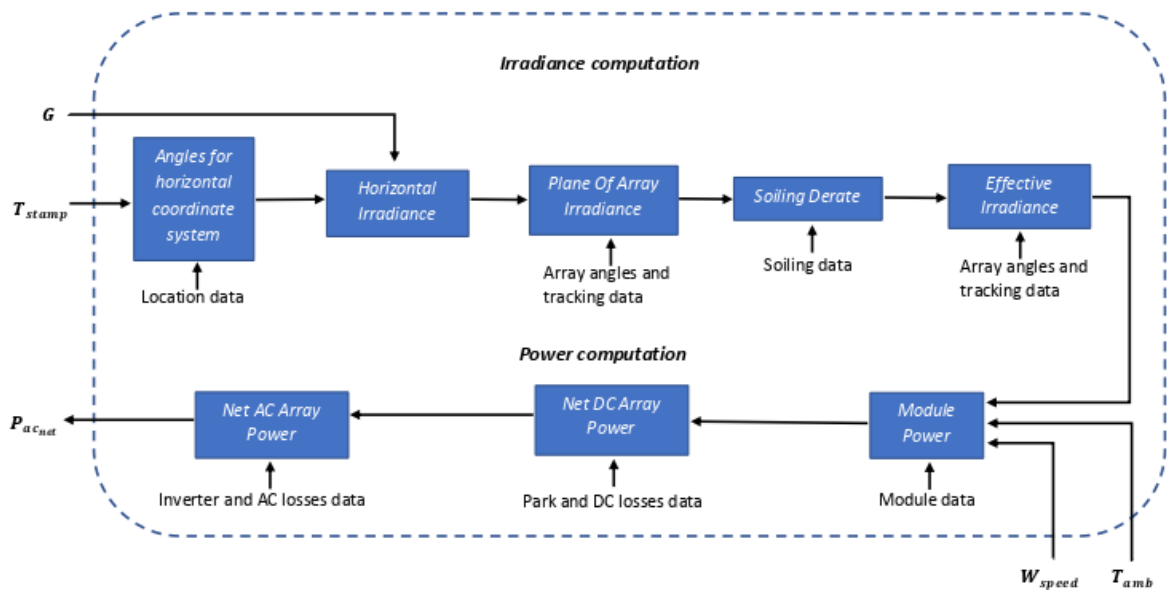 Irradiance computation
G
Angles for
horizontal
coordinate
system
T_stamp
Horizontal
Irradiance
Plane Of Array
Irradiance
Soiling Derate
Effective
Irradiance
Location data
Array angles and
tracking data
Soiling data
Array angles and
tracking data
Power computation
P_ac_net
Net AC Array
Power
Net DC Array
Power
Module
Power
Inverter and AC losses data
Park and DC losses data
Module data
W_speed
T_amb